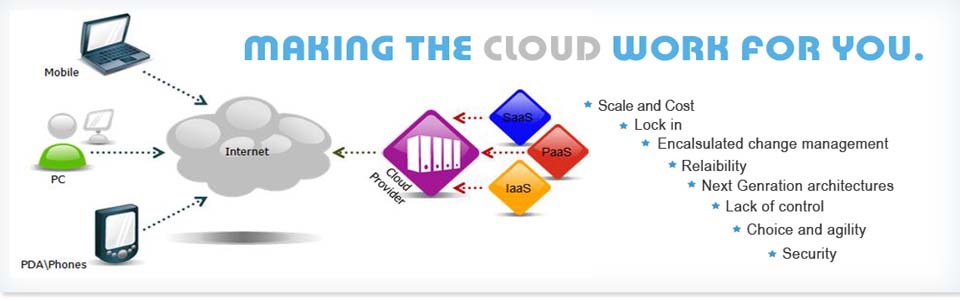 MAKING THE CLOUD WORK FOR YOU.
Mobile
PC
PDA\Phones
Internet
Cloud
Provider
SaaS
PaaS
IaaS
Scale and Cost
Lock in
Encalsulated change management
Relaibility
Next Genration architectures
Lack of control
Choice and agility
Security